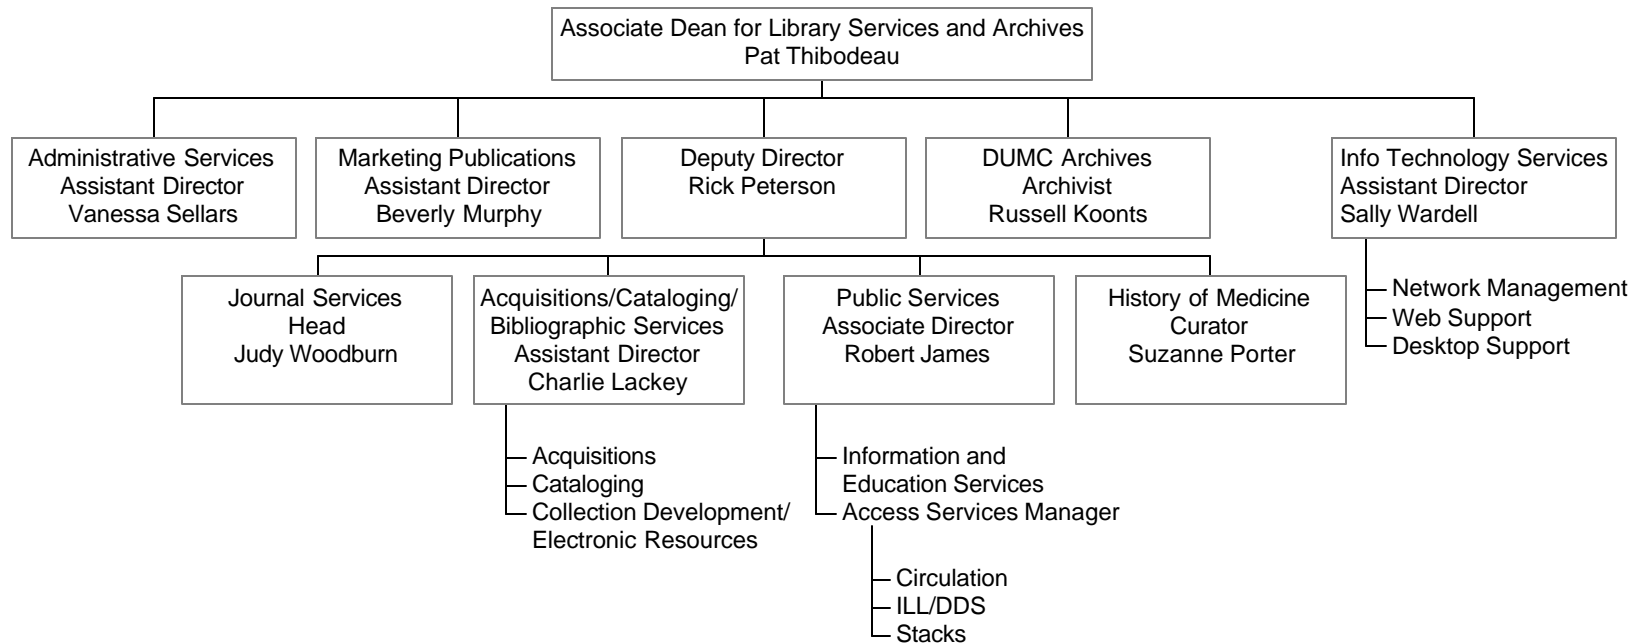 Associate Dean for Library Services and Archives
Pat Thibodeau
Administrative Services
Assistant Director
Vanessa Sellars
Marketing Publications
Assistant Director
Beverly Murphy
Deputy Director
Rick Peterson
DUMC Archives
Archivist
Russell Koonts
Info Technology Services
Assistant Director
Sally Wardell
Network Management
Web Support
Desktop Support
Journal Services
Head
Judy Woodburn
Acquisitions/Cataloging/
Bibliographic Services
Assistant Director
Charlie Lackey
Acquisitions
Cataloging
Collection Development/
Electronic Resources
Public Services
Associate Director
Robert James
Information and
Education Services
Access Services Manager
Circulation
ILL/DDS
Stacks
History of Medicine
Curator
Suzanne Porter